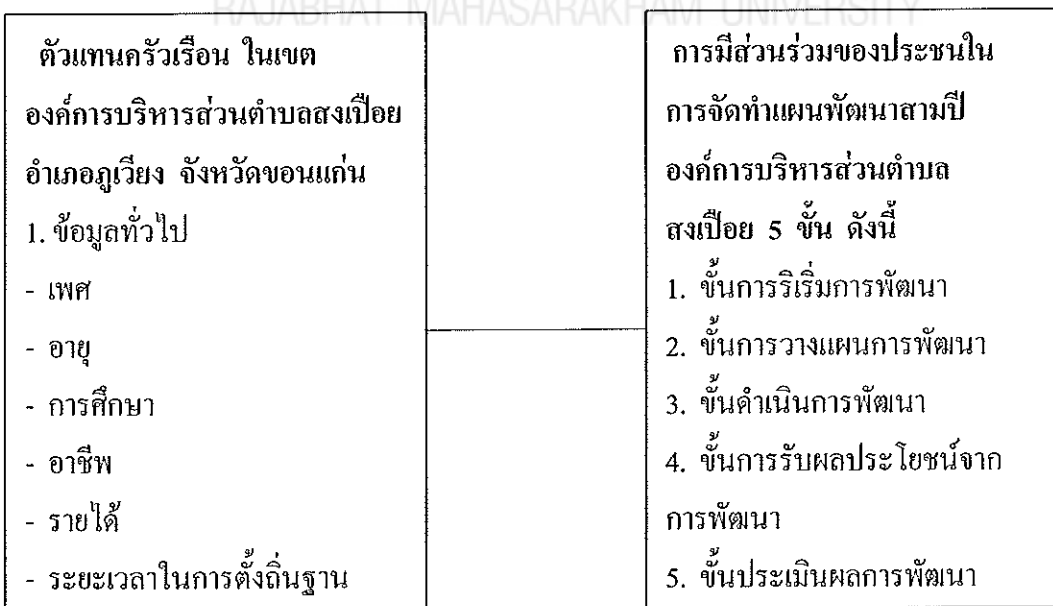 RAJABHAT MAHASARAKHAM UNIVERSITY
ตัวแทนครัวเรือน ในเขต
องค์การบริหารส่วนตำบลสงเปือย
อำเภอภูเวียง จังหวัดขอนแก่น
1. ข้อมูลทั่วไป
- เพศ
- อายุ
- การศึกษา
- อาชีพ
- รายได้
- ระยะเวลาในการตั้งถิ่นฐาน
การมีส่วนร่วมของประชนใน
การจัดทำแผนพัฒนาสามปี
องค์การบริหารส่วนตำบล
สงเปือย 5 ขั้น ดังนี้
1. ขั้นการริเริ่มการพัฒนา
2. ขั้นการวางแผนการพัฒนา
3. ขั้นดำเนินการพัฒนา
4. ขั้นการรับผลประโยชน์จาก
การพัฒนา
5. ขั้นประเมินผลการพัฒนา